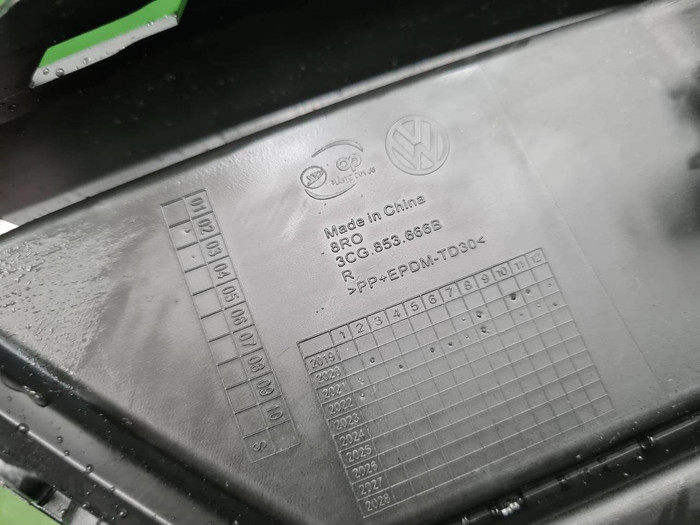 VW
Made in China
8RO
3CG.853.666B
R
>PP+EPDM-TD30<
01 02 03 04 05 06 07 08 09 10
1 2 3 4 5 6 7 8 9 10 11 12
2019
2020
2021
2022
2023
2024
2025
2026
2027
2028